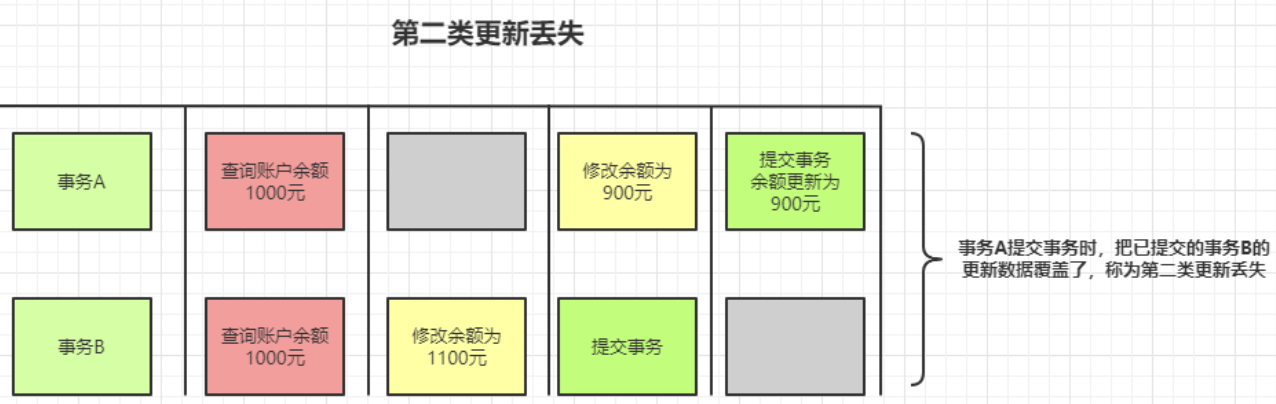 第二类更新丢失
事务A
查询账户余额
1000元
修改余额为
900元
提交事务
余额更新为
900元
事务B
查询账户余额
1000元
修改余额为
1100元
提交事务
事务A提交事务时，把已提交的事务B的
更新数据覆盖了，称为第二类更新丢失